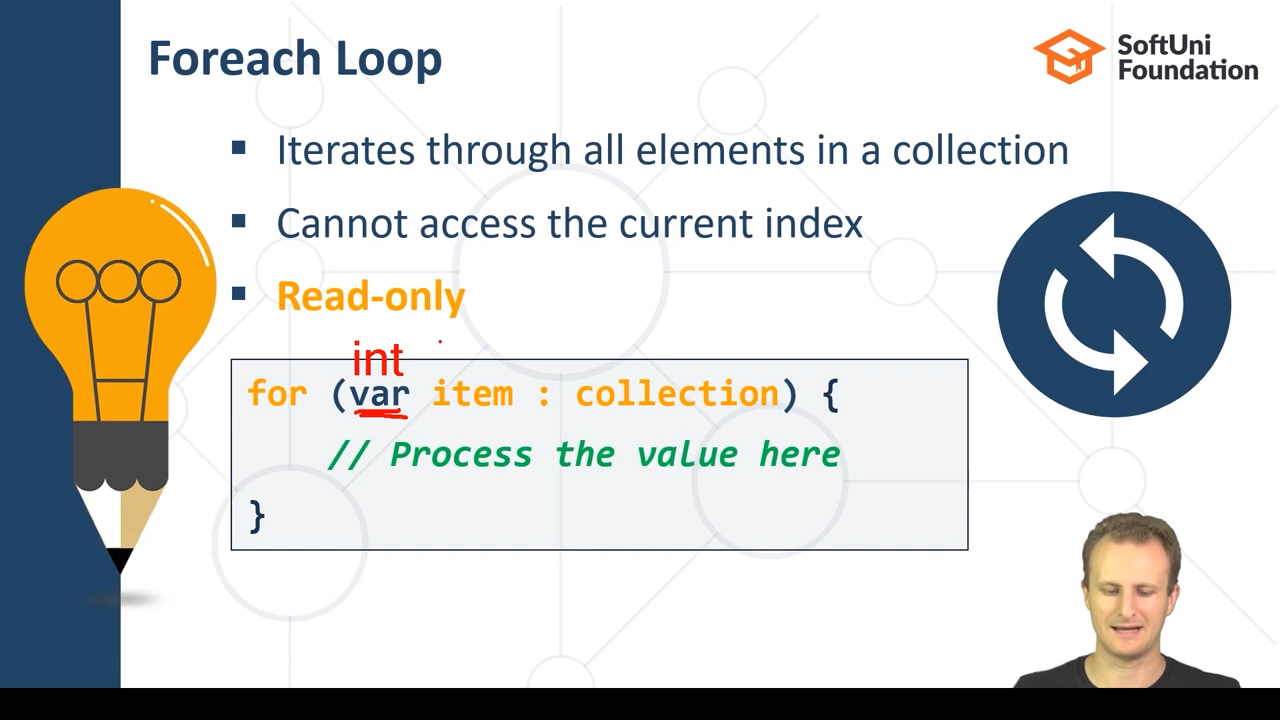 Foreach Loop
SoftUni
Foundation
▪ Iterates through all elements in a collection
▪ Cannot access the current index
▪ Read-only
int
for (var item : collection) {
// Process the value here
}